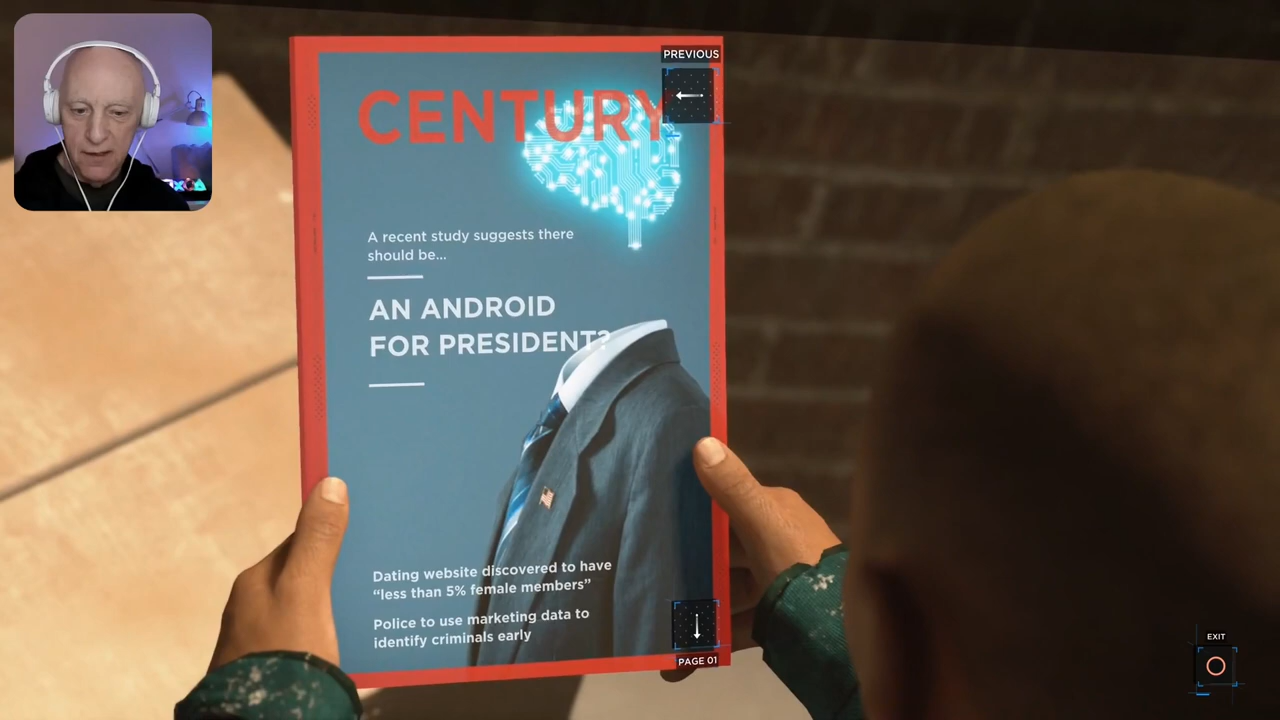 PREVIOUS
CENTURY
A recent study suggests there
should be...
AN ANDROID
FOR PRESIDENT?
Dating website discovered to have
“less than 5% female members”
Police to use marketing data to
identify criminals early
PAGE 01
EXIT